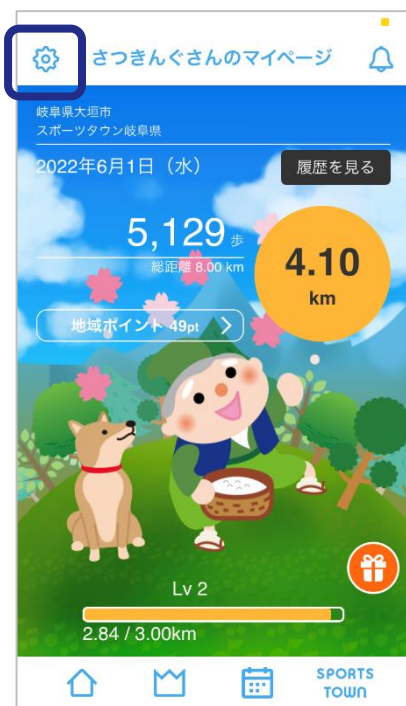 さつきんぐさんのマイページ
岐阜県大垣市
スポーツタウン岐阜県
2022年6月1日（水）
履歴を見る
5,129 歩
総距離 8.00 km
4.10
km
地域ポイント 49pt
Lv 2
2.84 / 3.00km
SPORTS
TOWN